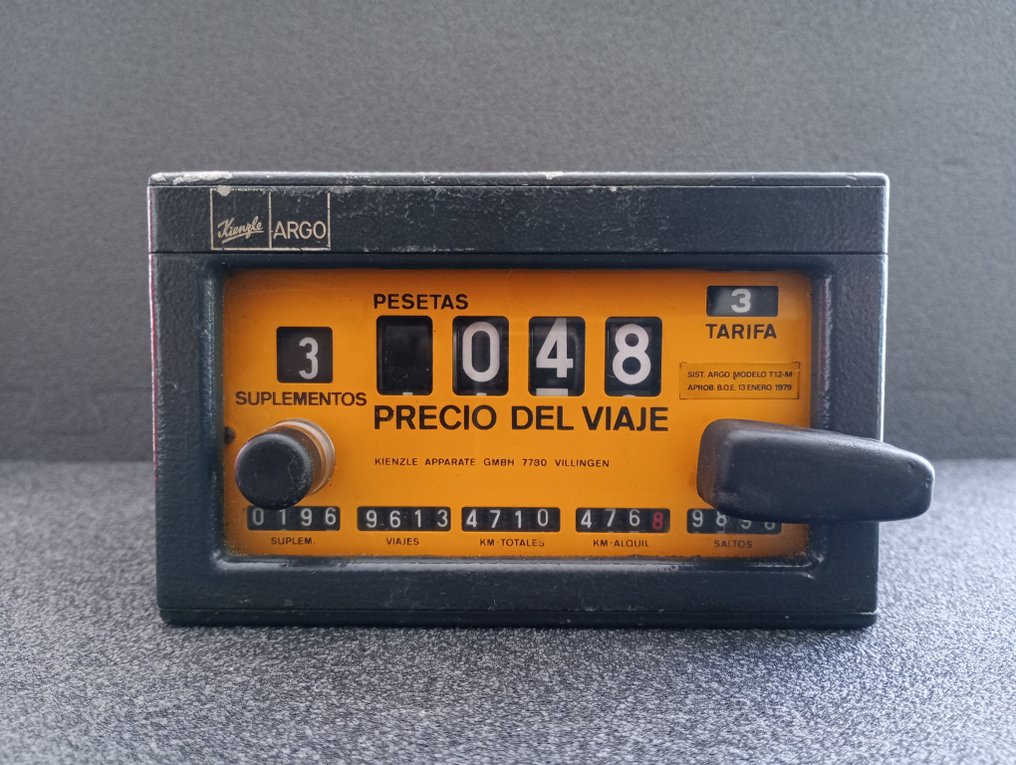 Kienzle ARGO
PESETAS
3
TARIFA
3
SUPLEMENTOS
048
PRECIO DEL VIAJE
SIST. ARGO MODELO T12-M
APROB. B.O.E. 13 ENERO 1979
KIENZLE APPARATE GMBH 7730 VILLINGEN
0196 9613 4710 4768 9898
SUPLEM. VIAJES KM-TOTALES KM-ALQUIL. SALTOS